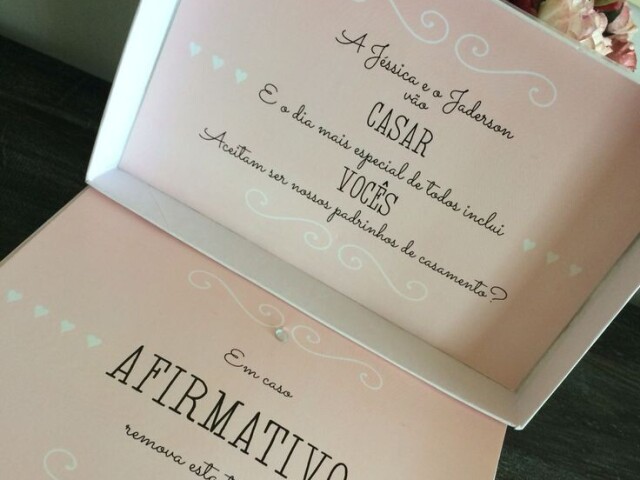 A Jéssica e o Jaderson
vão
CASAR
E o dia mais especial de todos inclui
VOCÊS
Aceitam ser nossos padrinhos de casamento?
Em caso
AFIRMATIVO
remova esta